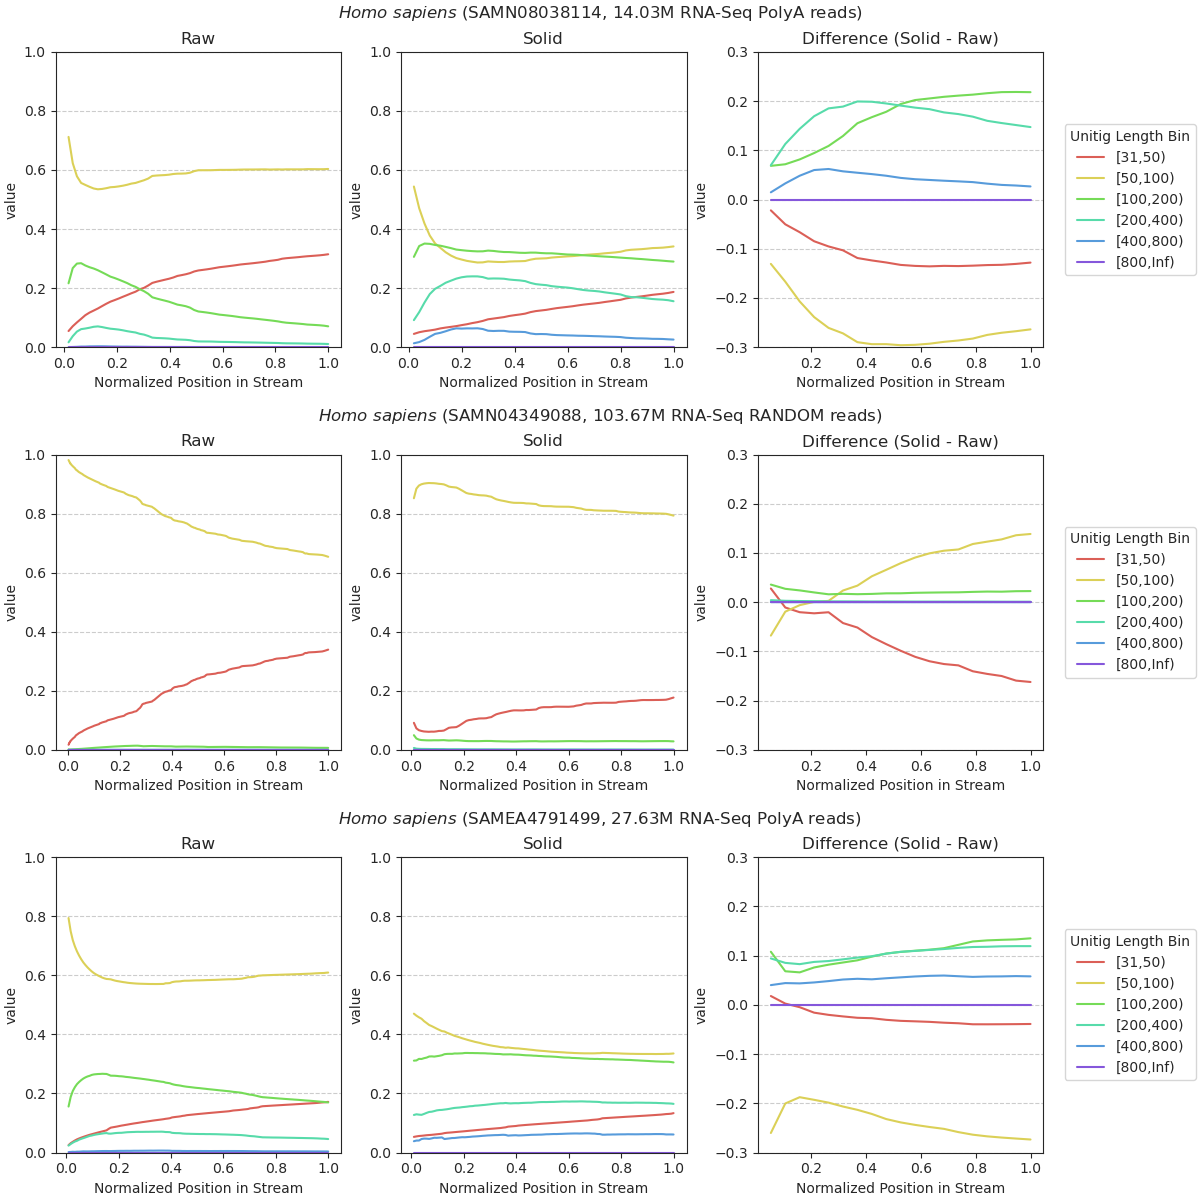 Homo sapiens (SAMN08038114, 14.03M RNA-Seq PolyA reads)
Raw
Solid
Difference (Solid - Raw)
1.0
0.8
0.6
0.4
0.2
0.0
value
0.0 0.2 0.4 0.6 0.8 1.0
Normalized Position in Stream
1.0
0.8
0.6
0.4
0.2
0.0
value
0.0 0.2 0.4 0.6 0.8 1.0
Normalized Position in Stream
0.3
0.2
0.1
0.0
−0.1
−0.2
−0.3
value
0.2 0.4 0.6 0.8 1.0
Normalized Position in Stream
Unitig Length Bin
[31,50)
[50,100)
[100,200)
[200,400)
[400,800)
[800,Inf)
Homo sapiens (SAMN04349088, 103.67M RNA-Seq RANDOM reads)
Raw
Solid
Difference (Solid - Raw)
1.0
0.8
0.6
0.4
0.2
0.0
value
0.0 0.2 0.4 0.6 0.8 1.0
Normalized Position in Stream
1.0
0.8
0.6
0.4
0.2
0.0
value
0.0 0.2 0.4 0.6 0.8 1.0
Normalized Position in Stream
0.3
0.2
0.1
0.0
−0.1
−0.2
−0.3
value
0.2 0.4 0.6 0.8 1.0
Normalized Position in Stream
Unitig Length Bin
[31,50)
[50,100)
[100,200)
[200,400)
[400,800)
[800,Inf)
Homo sapiens (SAMEA4791499, 27.63M RNA-Seq PolyA reads)
Raw
Solid
Difference (Solid - Raw)
1.0
0.8
0.6
0.4
0.2
0.0
value
0.0 0.2 0.4 0.6 0.8 1.0
Normalized Position in Stream
1.0
0.8
0.6
0.4
0.2
0.0
value
0.0 0.2 0.4 0.6 0.8 1.0
Normalized Position in Stream
0.3
0.2
0.1
0.0
−0.1
−0.2
−0.3
value
0.2 0.4 0.6 0.8 1.0
Normalized Position in Stream
Unitig Length Bin
[31,50)
[50,100)
[100,200)
[200,400)
[400,800)
[800,Inf)